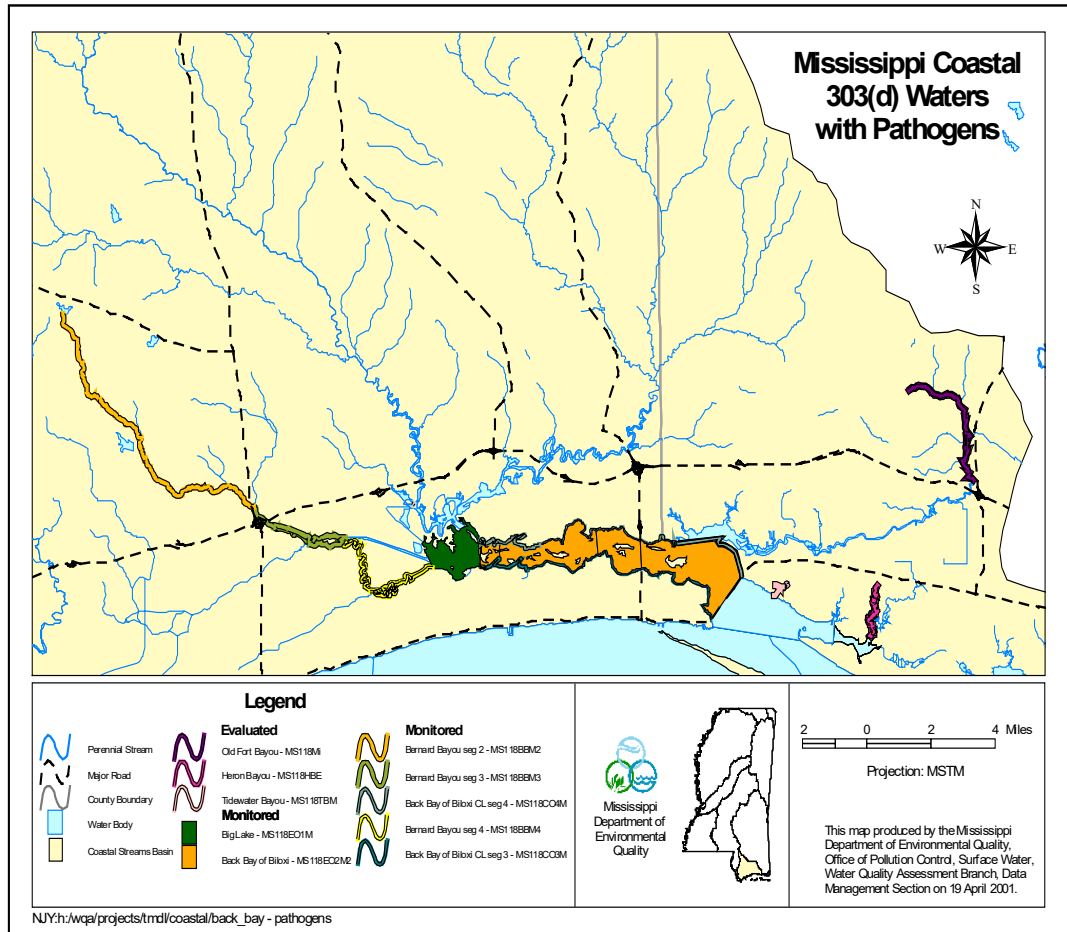 Mississippi Coastal
303(d) Waters
with Pathogens
N
W
E
S
Legend
Perennial Stream
Major Road
County Boundary
Water Body
Coastal Streams Basin
Evaluated
Old Fort Bayou - MS118Mi
Heron Bayou - MS118HBE
Tidewater Bayou - MS118TBM
Monitored
Big Lake - MS118EO1M
Back Bay of Biloxi - MS118EO2M2
Monitored
Bernard Bayou seg 2 - MS118BBM2
Bernard Bayou seg 3 - MS118BBM3
Back Bay of Biloxi CL seg 4 - MS118CO4M
Bernard Bayou seg 4 - MS118BBM4
Back Bay of Biloxi CL seg 3 - MS118CO3M
Mississippi
Department of
Environmental
Quality
2 0 2 4 Miles
Projection: MSTM
This map produced by the Mississippi
Department of Environmental Quality,
Office of Pollution Control, Surface Water,
Water Quality Assessment Branch, Data
Management Section on 19 April 2001.
NJY:h:/wqa/projects/tmdl/coastal/back_bay - pathogens